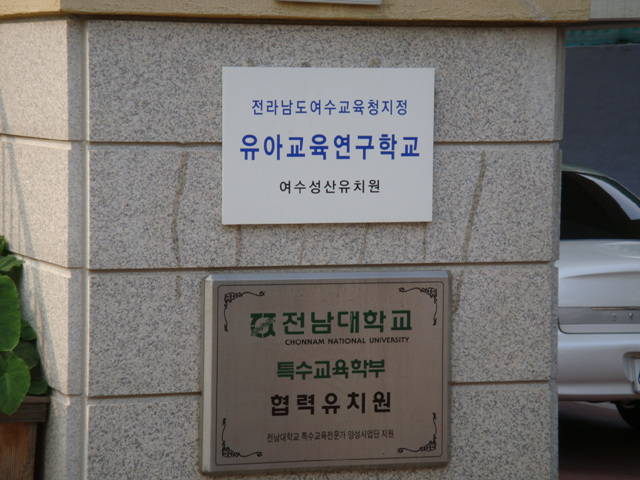 전라남도여수교육청지정
유아교육연구학교
여수성산유치원
전남대학교
CHONNAM NATIONAL UNIVERSITY
특수교육학부
협력유치원
전남대학교 특수교육전문가 양성사업단 지원